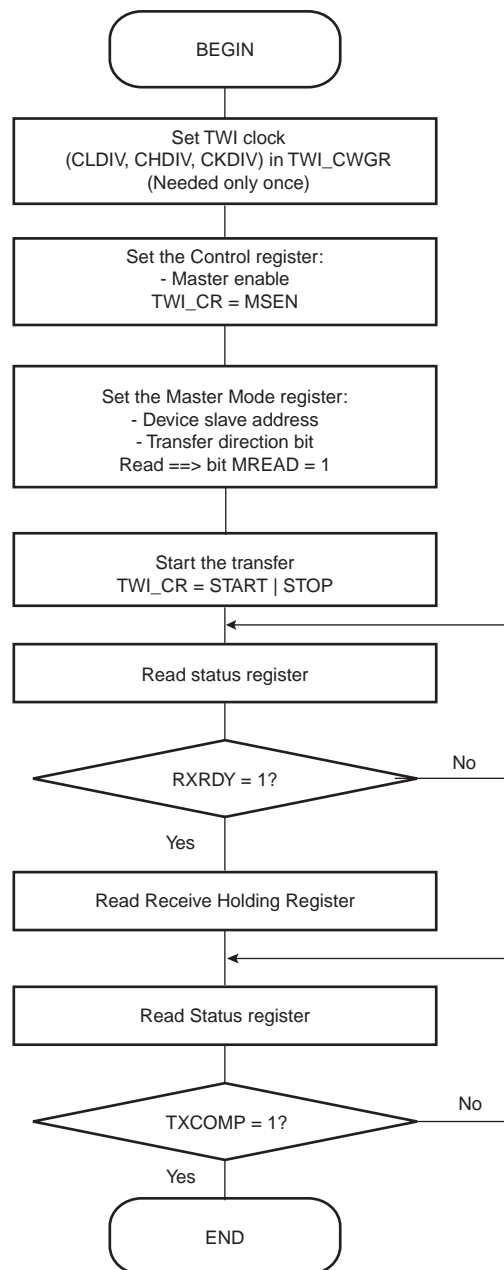 BEGIN
Set TWI clock
(CLDIV, CHDIV, CKDIV) in TWI_CWGR
(Needed only once)
Set the Control register:
- Master enable
TWI_CR = MSEN
Set the Master Mode register:
- Device slave address
- Transfer direction bit
Read ==> bit MREAD = 1
Start the transfer
TWI_CR = START | STOP
Read status register
RXRDY = 1?
No
Yes
Read Receive Holding Register
Read Status register
TXCOMP = 1?
No
Yes
END